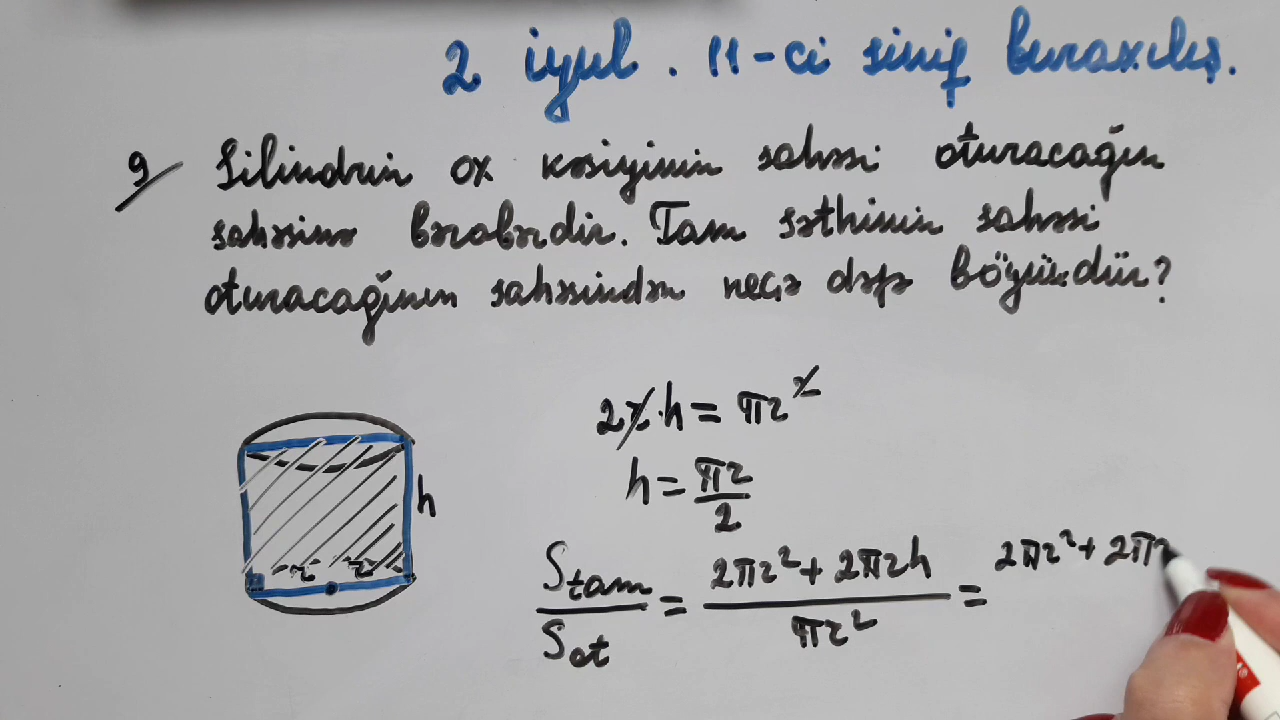 2 iyul. 11-ci sinif buraxılış.
9/ Silindrin ox kəsiyinin sahəsi oturacağın
sahəsinə bərabərdir. Tam səthinin sahəsi
oturacağının sahəsindən neçə dəfə böyükdür?
2r·h = πr²
h = πr/2
h
r r
S_tam/S_ot = (2πr² + 2πrh)/πr² = 2πr² + 2πr